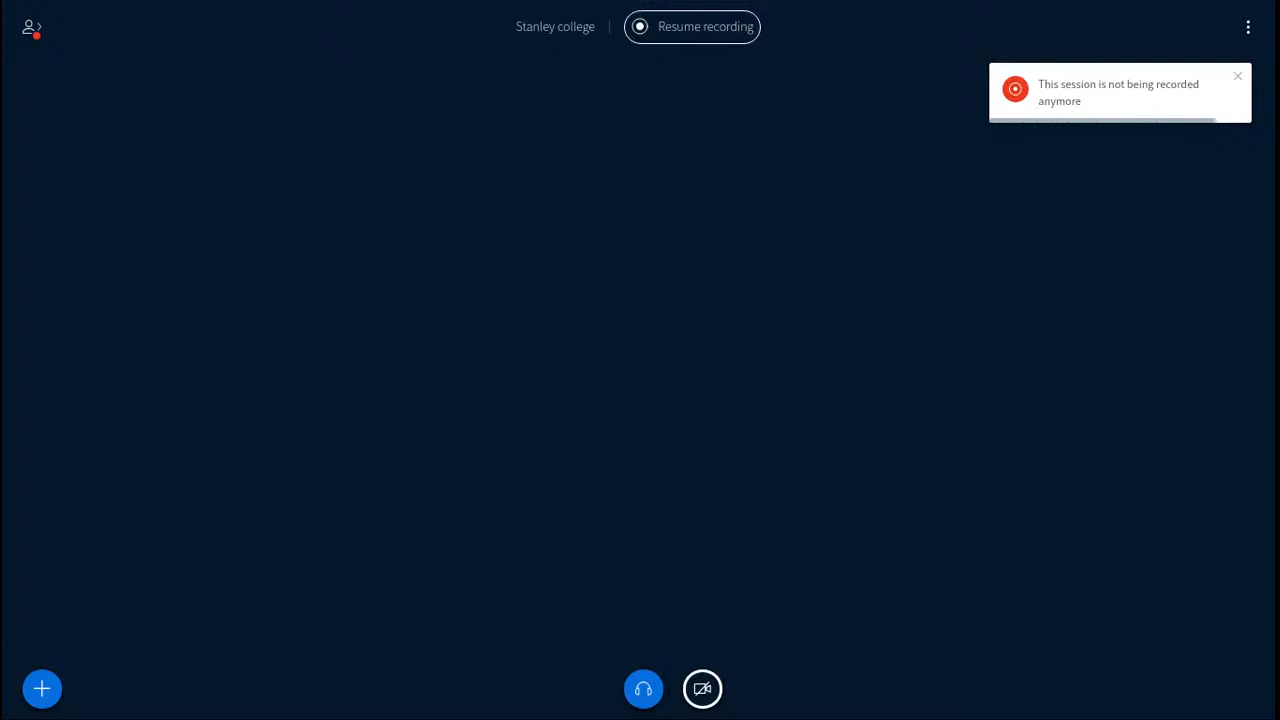 Stanley college
Resume recording
This session is not being recorded
anymore